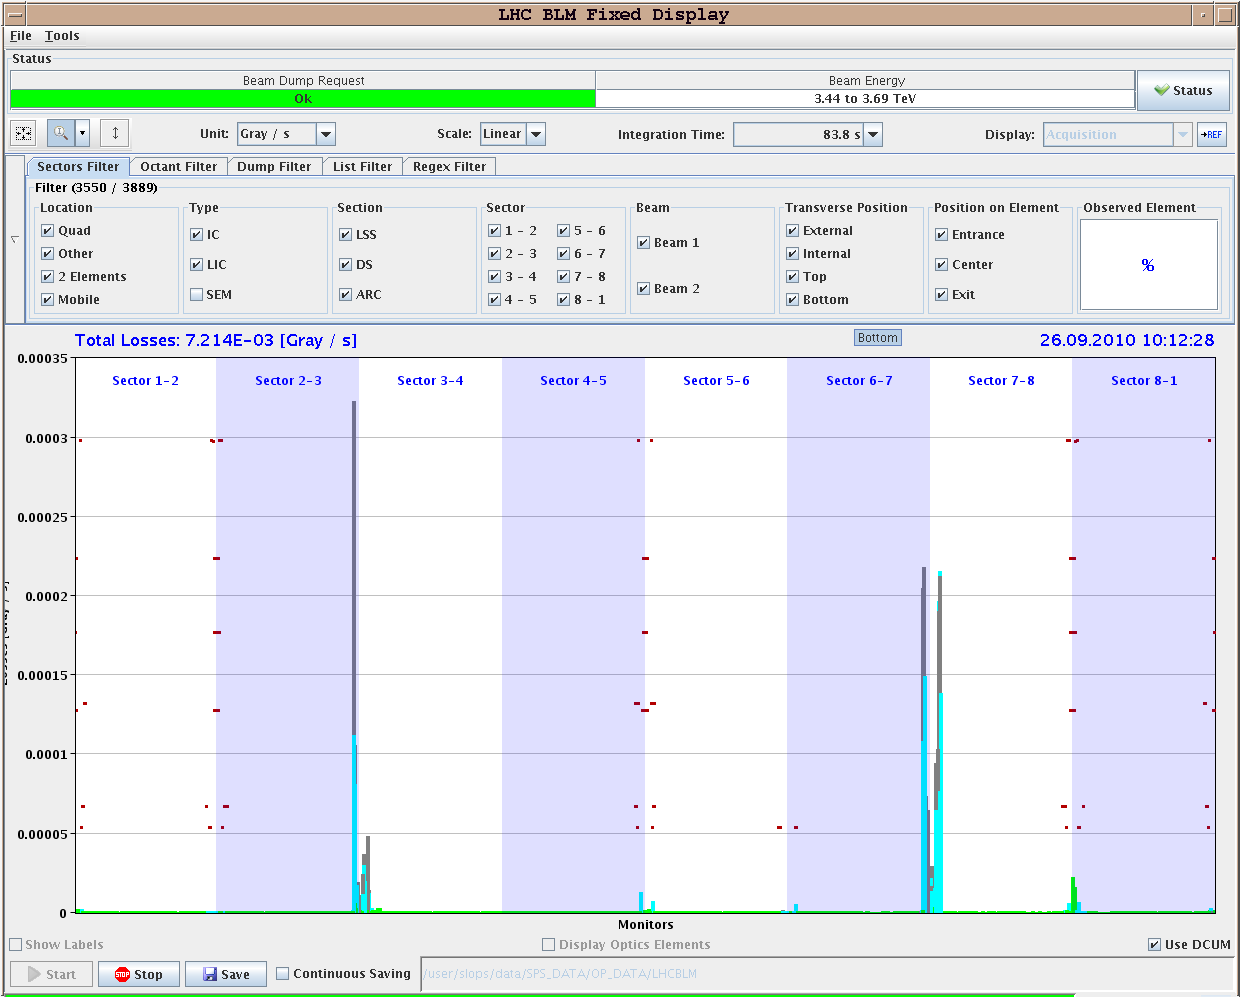 LHC BLM Fixed Display
File Tools
Status
Beam Dump Request Beam Energy
Ok 3.44 to 3.69 TeV Status
Unit: Gray / s Scale: Linear Integration Time: 83.8 s Display: Acquisition →REF
Sectors Filter Octant Filter Dump Filter List Filter Regex Filter
Filter (3550 / 3889)
Location Type Section Sector Beam Transverse Position Position on Element Observed Element
Quad IC LSS 1 - 2 5 - 6 Beam 1 External Entrance
Other LIC DS 2 - 3 6 - 7 Internal Center %
2 Elements SEM ARC 3 - 4 7 - 8 Beam 2 Top Exit
Mobile 4 - 5 8 - 1 Bottom
Total Losses: 7.214E-03 [Gray / s] Bottom 26.09.2010 10:12:28
0.00035
Sector 1-2 Sector 2-3 Sector 3-4 Sector 4-5 Sector 5-6 Sector 6-7 Sector 7-8 Sector 8-1
0.0003
0.00025
0.0002
0.00015
0.0001
0.00005
0
Monitors
Show Labels Display Optics Elements Use DCUM
Start STOP Stop Save Continuous Saving /user/slops/data/SPS_DATA/OP_DATA/LHCBLM